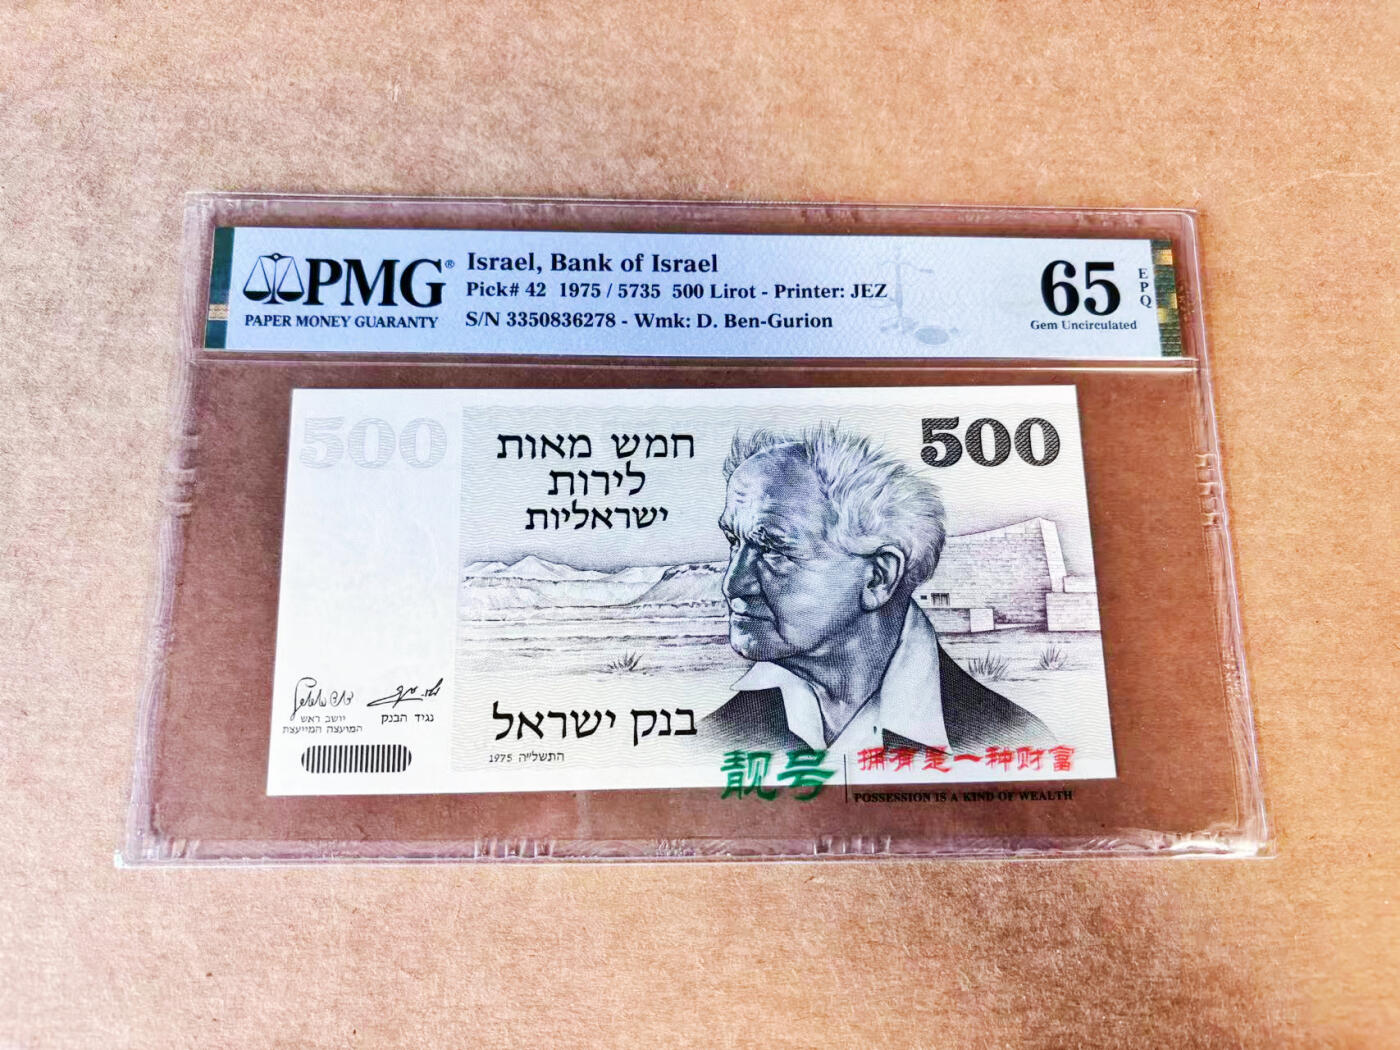 PMG®
PAPER MONEY GUARANTY
Israel, Bank of Israel
Pick# 42 1975 / 5735 500 Lirot - Printer: JEZ
S/N 3350836278 - Wmk: D. Ben-Gurion
65
EPQ
Gem Uncirculated
500
500
חמש מאות
לירות
ישראליות
נגיד הבנק
יושב ראש
המועצה המייעצת
בנק ישראל
1975 התשל״ה
靓号
拥有是一种财富
POSSESSION IS A KIND OF WEALTH